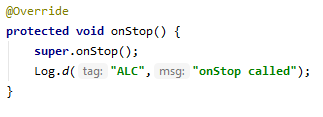 @Override
protected void onStop() {
    super.onStop();
    Log.d( tag: "ALC", msg: "onStop called");
}